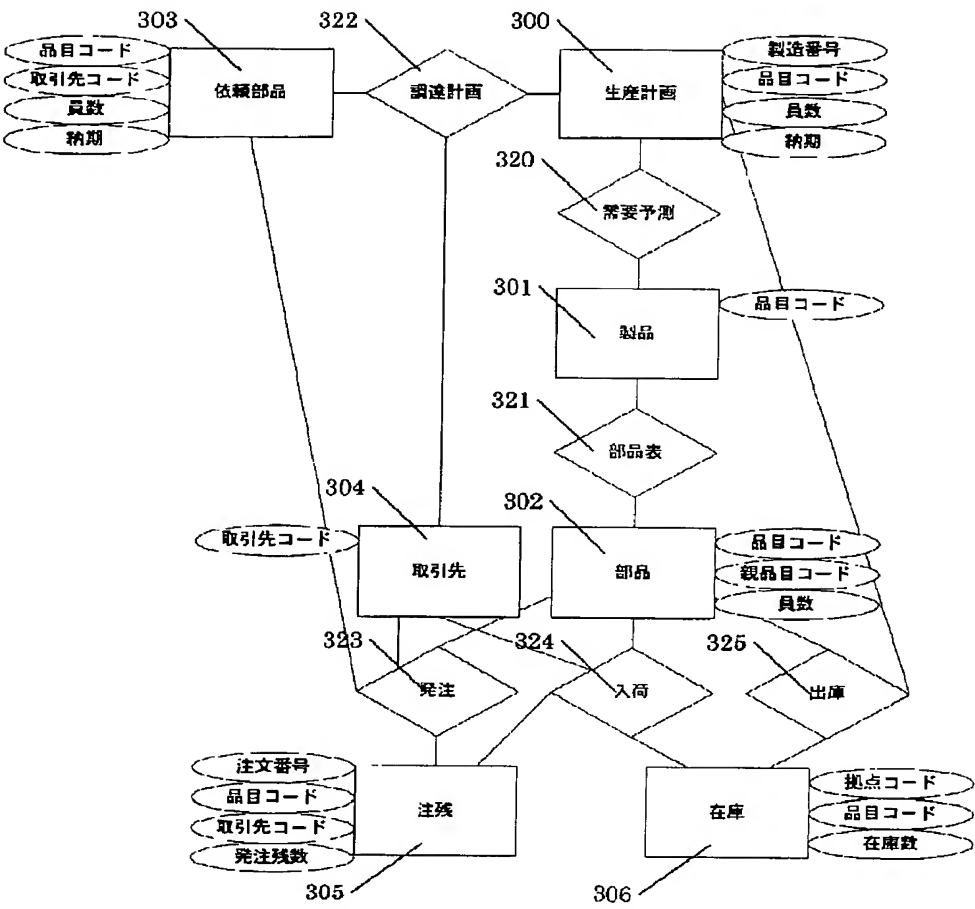 303
322
300
品目コード
取引先コード
員数
納期
依頼部品
調達計画
生産計画
製造番号
品目コード
員数
納期
320
需要予測
301
製品
品目コード
321
部品表
304
302
取引先コード
取引先
部品
品目コード
親品目コード
員数
323
324
325
発注
入荷
出庫
注文番号
品目コード
取引先コード
発注残数
注残
在庫
拠点コード
品目コード
在庫数
305
306